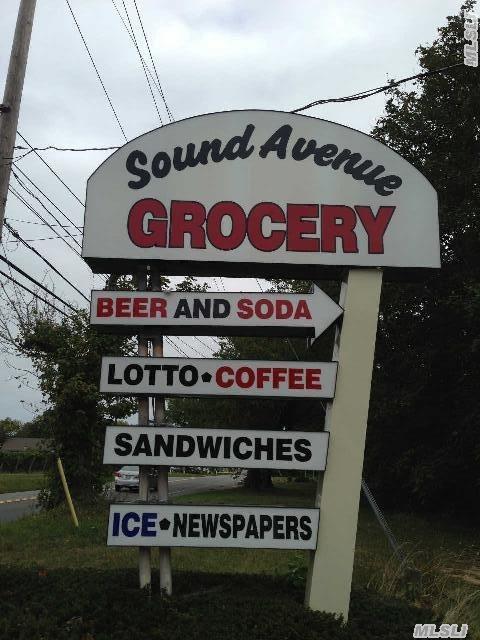 MLSLI
Sound Avenue
GROCERY
BEER AND SODA
LOTTO • COFFEE
SANDWICHES
ICE • NEWSPAPERS
MLSLI